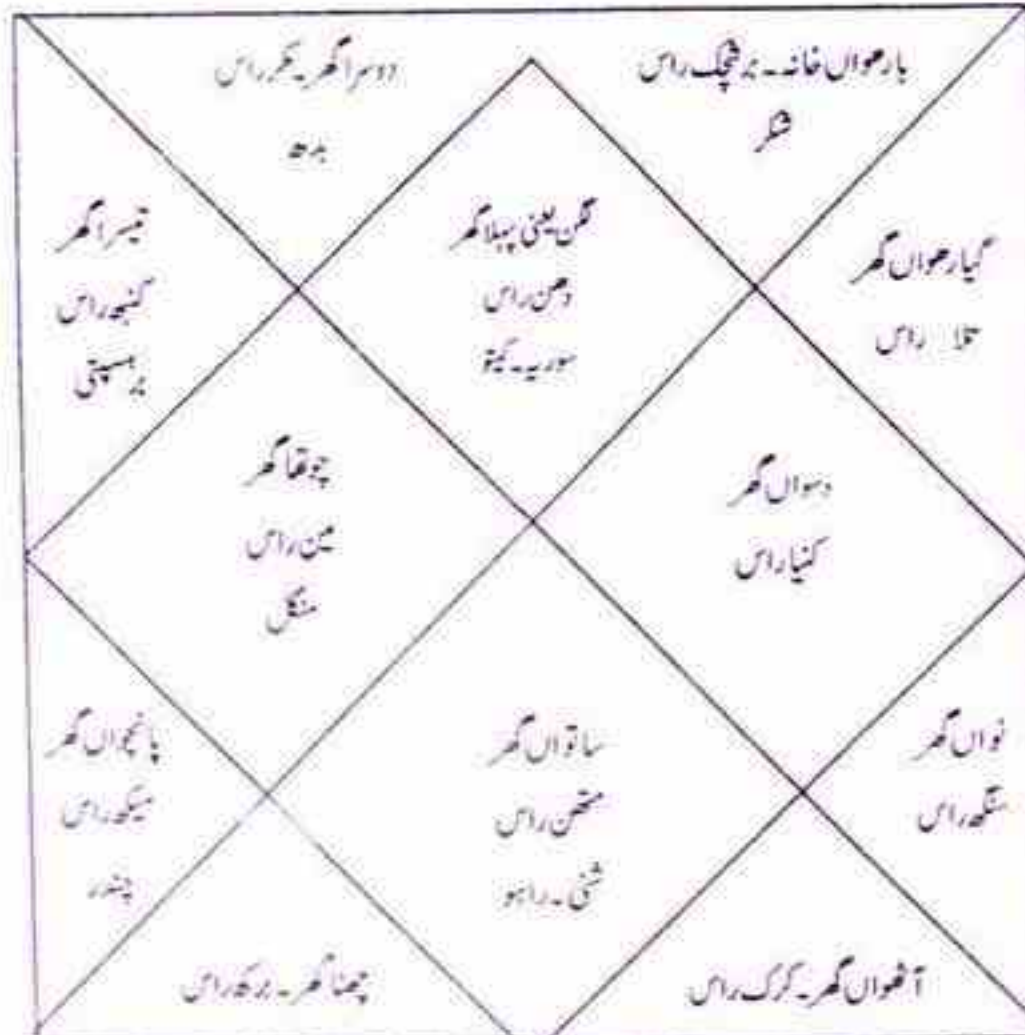 بارھواں خانہ۔ برشچک راس
شکر
دوسرا گھر۔ مکر راس
بدھ
لگن یعنی پہلا گھر
دھن راس
سوریہ۔ کیتو
گیارھواں گھر
تلا راس
تیسرا گھر
کنبھ راس
برہسپتی
دسواں گھر
کنیا راس
چوتھا گھر
مین راس
منگل
نواں گھر
سنگھ راس
ساتواں گھر
متھن راس
شنی۔ راہو
پانچواں گھر
میکھ راس
چندر
آٹھواں گھر۔ کرک راس
چھٹا گھر۔ برکھ راس